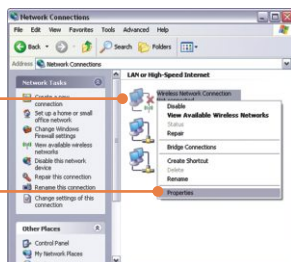 Network Connections
File Edit View Favorites Tools Advanced Help
Back Search Folders
Address Network Connections
Network Tasks
Create a new
connection
Set up a home or small
office network
Change Windows
Firewall settings
View available wireless
networks
Disable this network
device
Repair this connection
Rename this connection
Change settings of this
connection
Other Places
Control Panel
My Network Places
LAN or High-Speed Internet
Wireless Network Connection
Disable
View Available Wireless Networks
Status
Repair
Bridge Connections
Create Shortcut
Delete
Rename
Properties